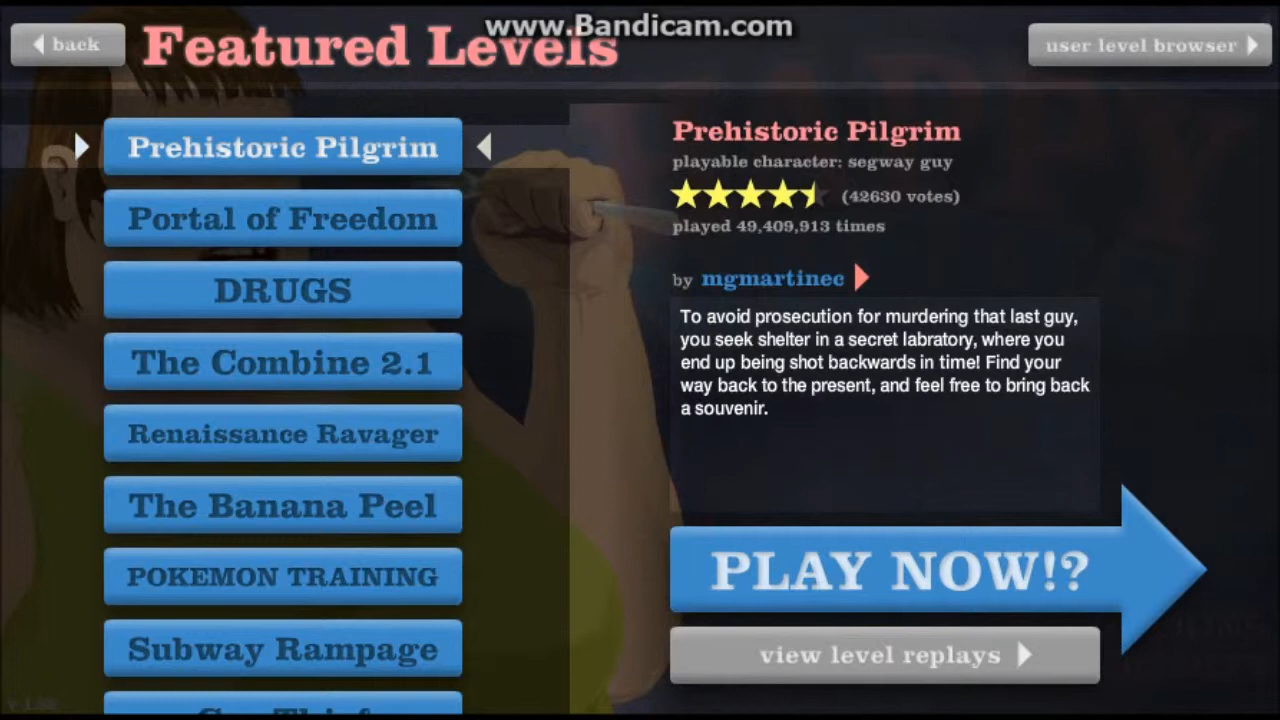 www.Bandicam.com
back
Featured Levels
user level browser
Prehistoric Pilgrim
Portal of Freedom
DRUGS
The Combine 2.1
Renaissance Ravager
The Banana Peel
POKEMON TRAINING
Subway Rampage
Prehistoric Pilgrim
playable character: segway guy
(42630 votes)
played 49,409,913 times
by mgmartinec
To avoid prosecution for murdering that last guy,
you seek shelter in a secret labratory, where you
end up being shot backwards in time! Find your
way back to the present, and feel free to bring back
a souvenir.
PLAY NOW!?
view level replays